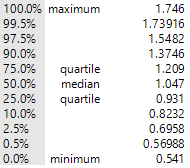 100.0% maximum 1.746
99.5% 1.73916
97.5% 1.5482
90.0% 1.3746
75.0% quartile 1.209
50.0% median 1.047
25.0% quartile 0.931
10.0% 0.8232
2.5% 0.6958
0.5% 0.56988
0.0% minimum 0.541